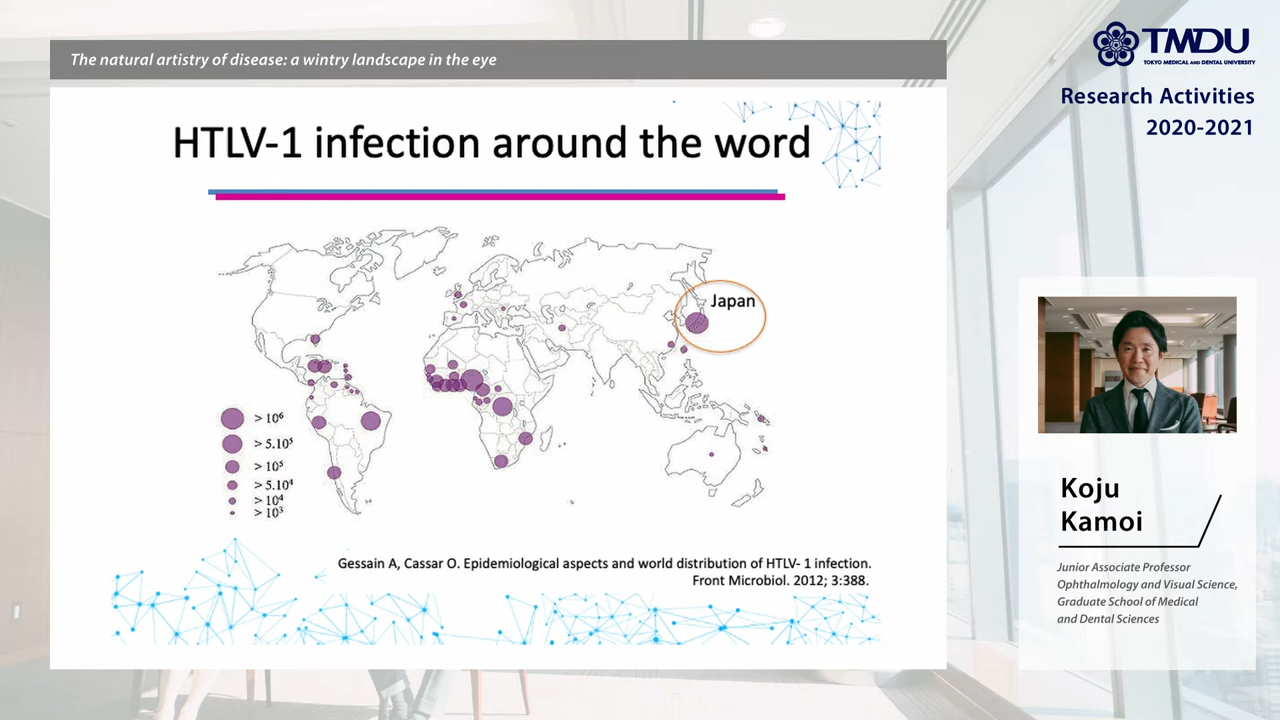 The natural artistry of disease: a wintry landscape in the eye
TMDU
TOKYO MEDICAL AND DENTAL UNIVERSITY
Research Activities
2020-2021
HTLV-1 infection around the word
Japan
> 10⁶
> 5.10⁵
> 10⁵
> 5.10⁴
> 10⁴
> 10³
Gessain A, Cassar O. Epidemiological aspects and world distribution of HTLV- 1 infection.
Front Microbiol. 2012; 3:388.
Koju
Kamoi
Junior Associate Professor
Ophthalmology and Visual Science,
Graduate School of Medical
and Dental Sciences